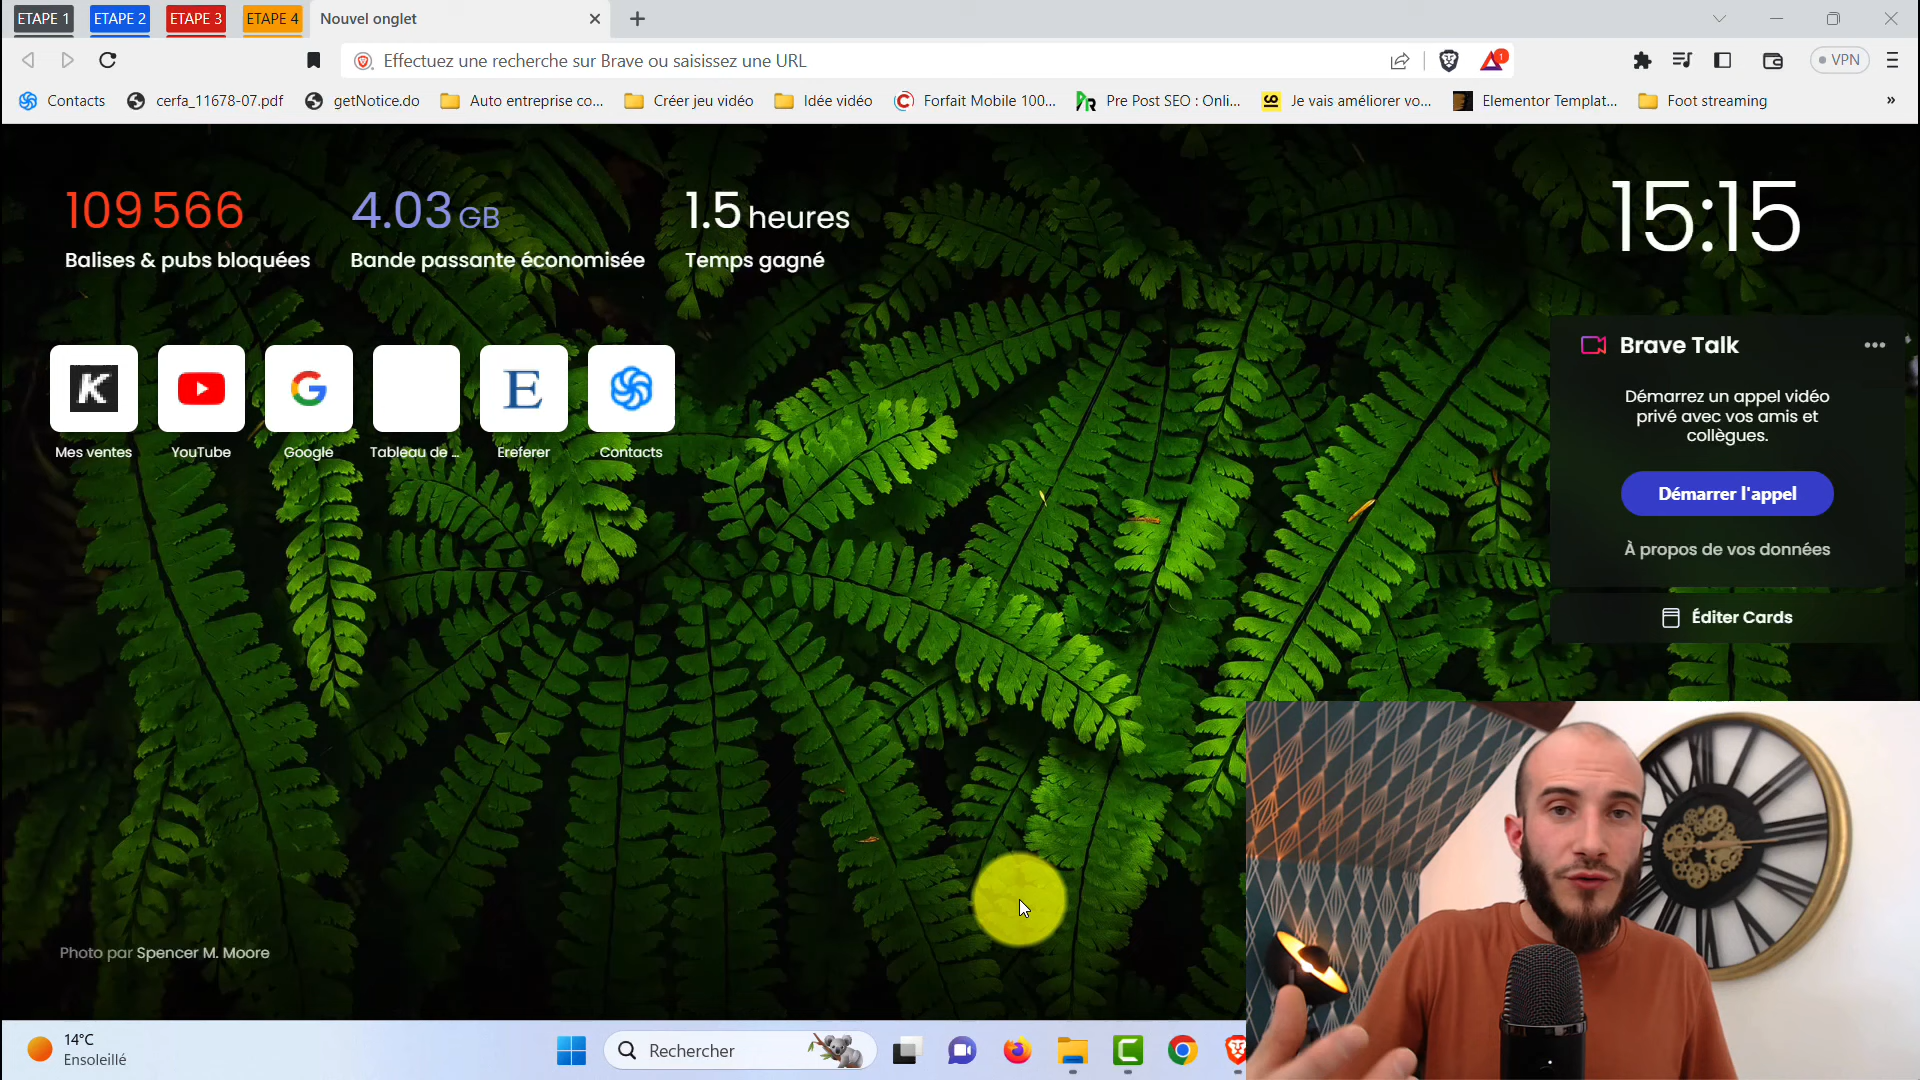 ETAPE 1
ETAPE 2
ETAPE 3
ETAPE 4
Nouvel onglet
Effectuez une recherche sur Brave ou saisissez une URL
1
VPN
Contacts
cerfa_11678-07.pdf
getNotice.do
Auto entreprise co...
Créer jeu vidéo
Idée vidéo
Forfait Mobile 100...
Pre Post SEO : Onli...
Je vais améliorer vo...
Elementor Templat...
Foot streaming
»
109 566
Balises & pubs bloquées
4.03 GB
Bande passante économisée
1.5 heures
Temps gagné
15:15
Brave Talk
Démarrez un appel vidéo
privé avec vos amis et
collègues.
Démarrer l'appel
À propos de vos données
Éditer Cards
K
G
E
Mes ventes
YouTube
Google
Tableau de ...
Ereferer
Contacts
Photo par Spencer M. Moore
14°C
Ensoleillé
Rechercher